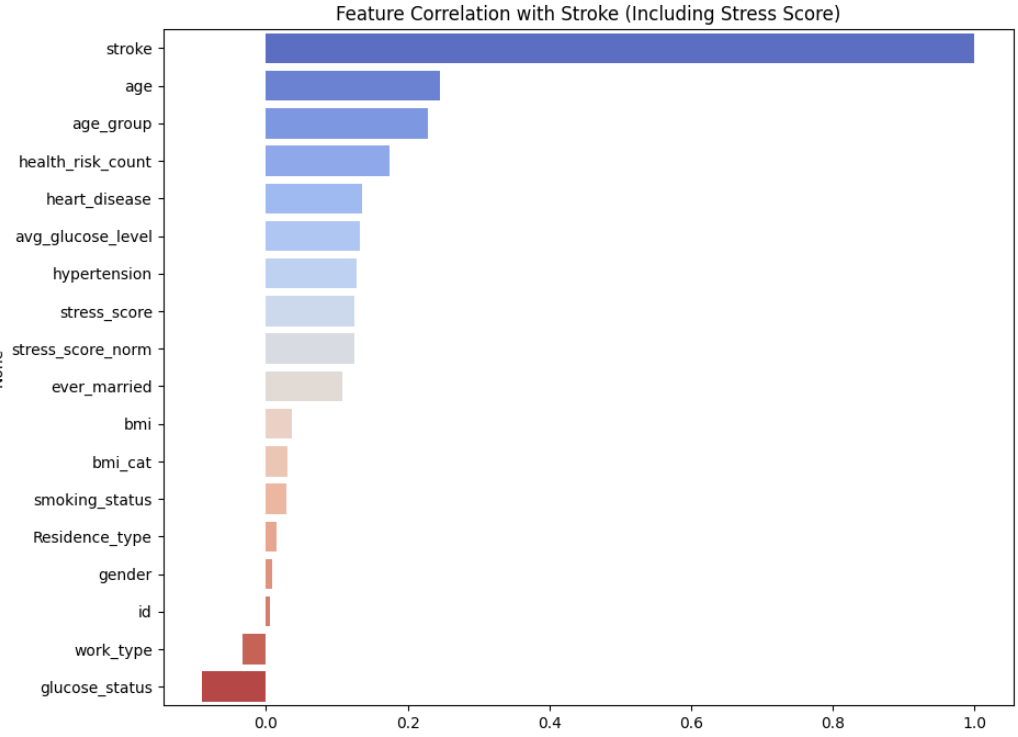 Feature Correlation with Stroke (Including Stress Score)
stroke
age
age_group
health_risk_count
heart_disease
avg_glucose_level
hypertension
stress_score
stress_score_norm
ever_married
bmi
bmi_cat
smoking_status
Residence_type
gender
id
work_type
glucose_status
None
0.0 0.2 0.4 0.6 0.8 1.0